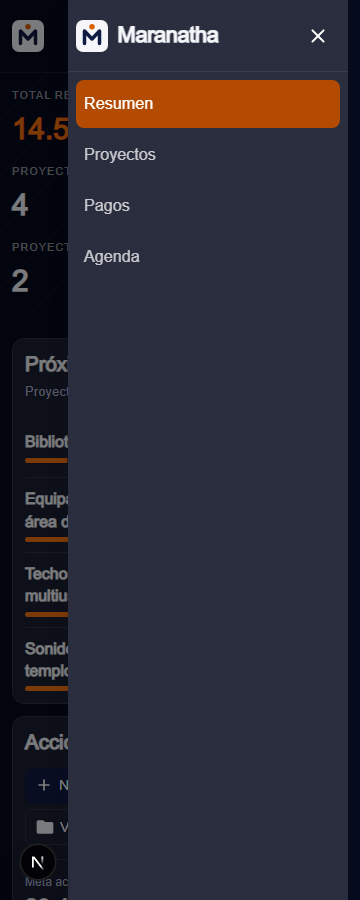 Maranatha
Resumen
Proyectos
Pagos
Agenda
TOTAL RE
14.5
PROYECT
4
PROYECT
2
Próxi
Proyect
Bibliot
Equipa
área d
Techo
multiu
Sonido
templo
Accio
N
V
N
Meta ac